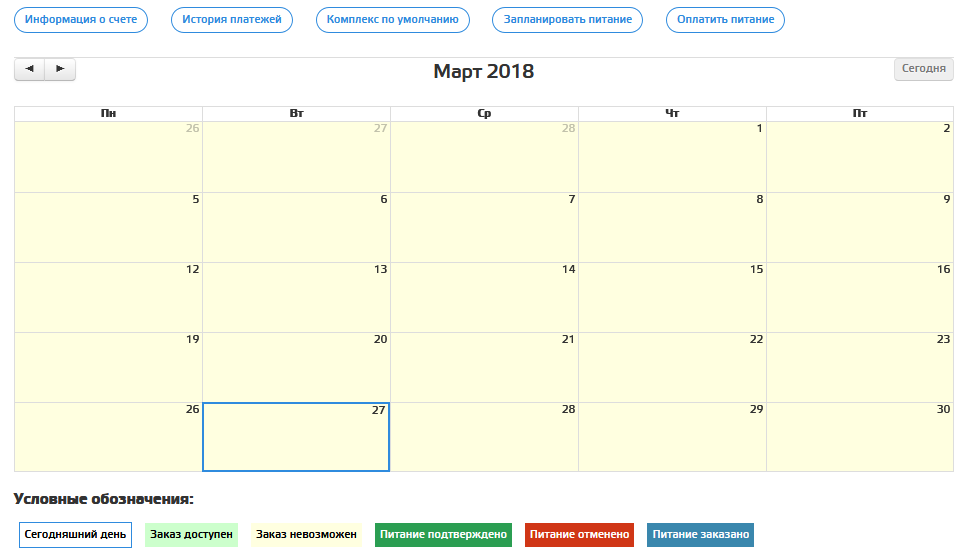 Информация о счете История платежей Комплекс по умолчанию Запланировать питание Оплатить питание
◄ ► Март 2018 Сегодня
Пн Вт Ср Чт Пт
26 27 28 1 2
5 6 7 8 9
12 13 14 15 16
19 20 21 22 23
26 27 28 29 30
Условные обозначения:
Сегодняшний день Заказ доступен Заказ невозможен Питание подтверждено Питание отменено Питание заказано